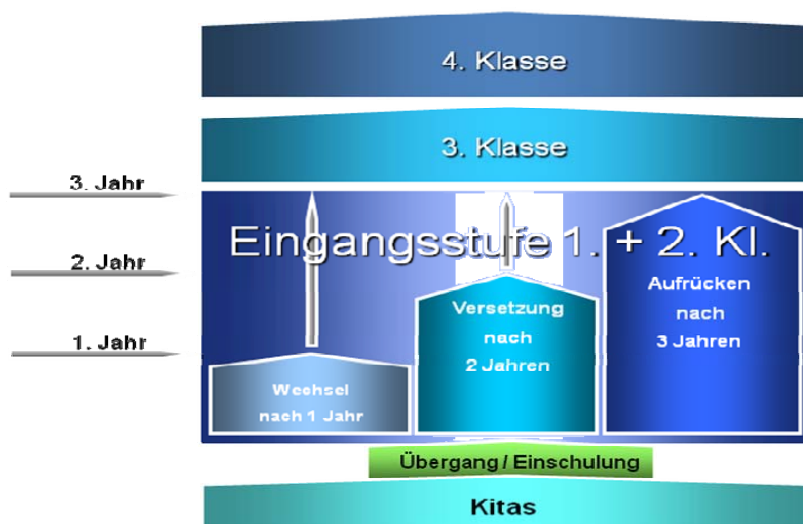 4. Klasse
3. Klasse
3. Jahr
Eingangsstufe 1. + 2. Kl.
2. Jahr
Aufrücken
nach
3 Jahren
Versetzung
nach
2 Jahren
1. Jahr
Wechsel
nach 1 Jahr
Übergang / Einschulung
Kitas